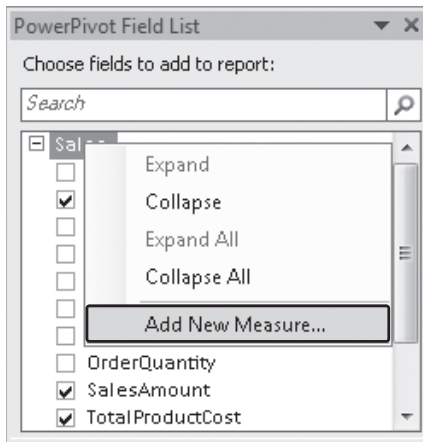 PowerPivot Field List
Choose fields to add to report:
Search
Expand
Collapse
Expand All
Collapse All
Add New Measure...
OrderQuantity
SalesAmount
TotalProductCost